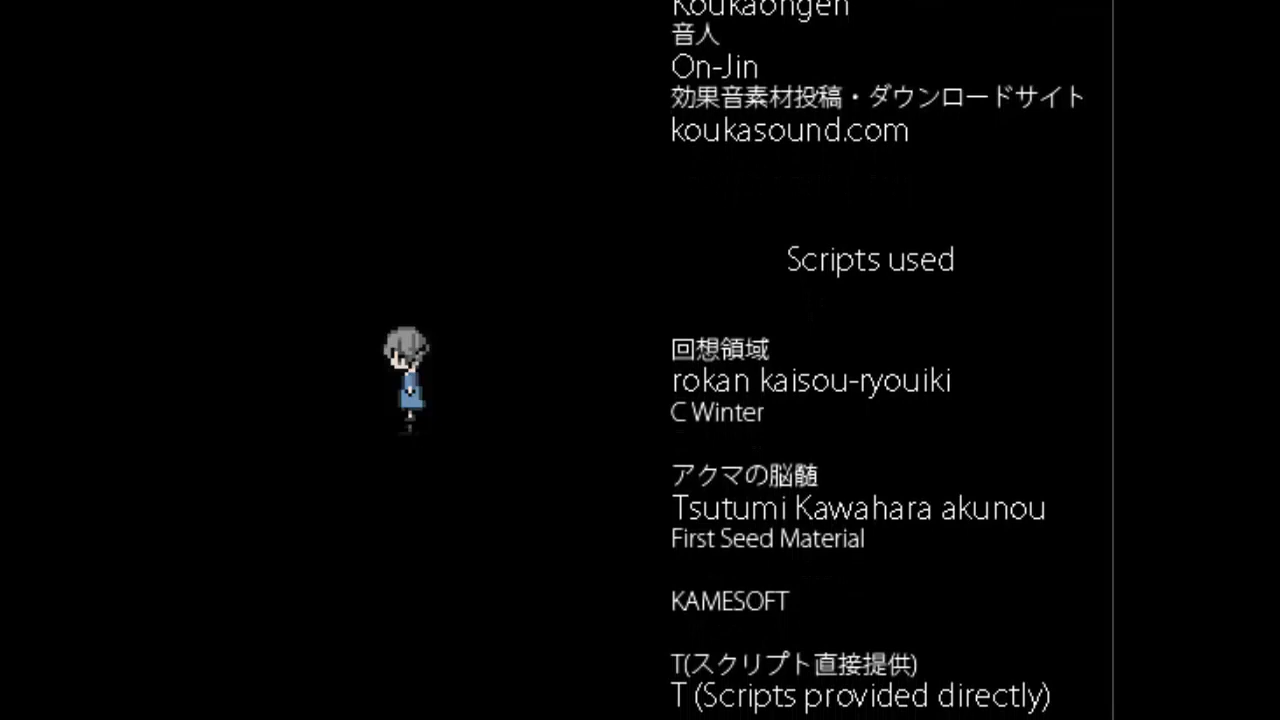 Koukaongen
音人
On-Jin
効果音素材投稿・ダウンロードサイト
koukasound.com
Scripts used
回想領域
rokan kaisou-ryouiki
C Winter
アクマの脳髄
Tsutumi Kawahara akunou
First Seed Material
KAMESOFT
T(スクリプト直接提供)
T (Scripts provided directly)